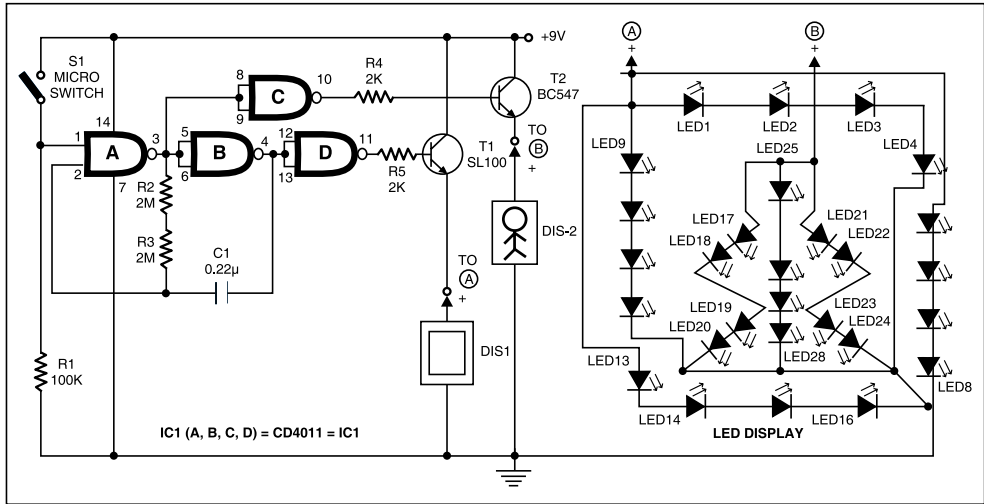 S1
MICRO
SWITCH
14
1
2
3
7
A
R2
2M
R3
2M
R1
100K
5
6
B
4
8
9
C
10
12
13
D
11
R4
2K
R5
2K
C1
0.22µ
T1
SL100
T2
BC547
+9V
TO
B
+
DIS-2
TO
A
+
DIS1
IC1 (A, B, C, D) = CD4011 = IC1
A
+
B
+
LED1
LED2
LED3
LED4
LED9
LED25
LED17
LED18
LED21
LED22
LED19
LED20
LED23
LED24
LED28
LED13
LED8
LED14
LED16
LED DISPLAY